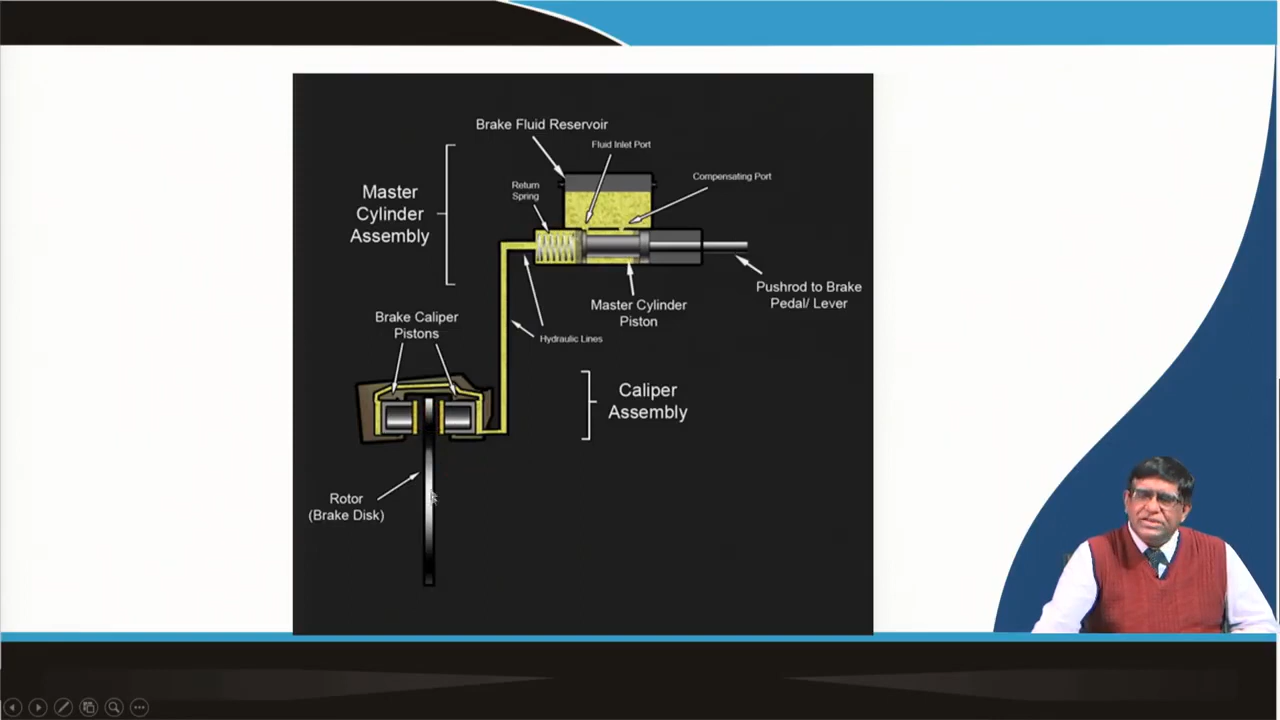 Brake Fluid Reservoir
Fluid Inlet Port
Compensating Port
Return
Spring
Master
Cylinder
Assembly
Pushrod to Brake
Pedal/ Lever
Master Cylinder
Piston
Brake Caliper
Pistons
Hydraulic Lines
Caliper
Assembly
Rotor
(Brake Disk)